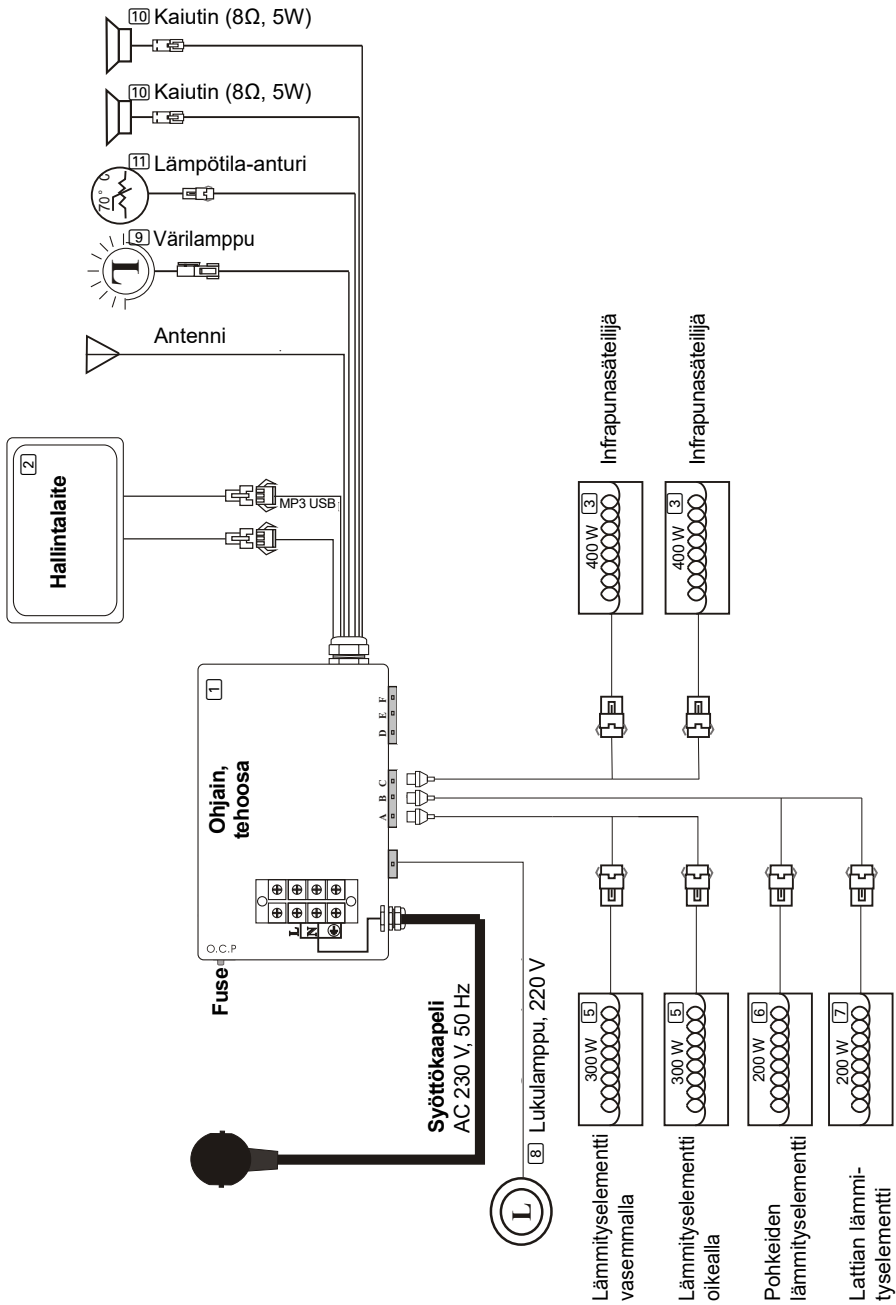 10 Kaiutin (8Ω, 5W)
10 Kaiutin (8Ω, 5W)
11 Lämpötila-anturi
70° C
9 Värilamppu
L
Antenni
2
Hallintalaite
MP3 USB
1
Ohjain,
tehoosa
A B C
D E F
L
N
O.C.P
Fuse
Syöttökaapeli
AC 230 V, 50 Hz
8 Lukulamppu, 220 V
L
3
400 W
Infrapunasäteilijä
3
400 W
Infrapunasäteilijä
5
300 W
Lämmityselementti
vasemmalla
5
300 W
Lämmityselementti
oikealla
6
200 W
Pohkeiden
lämmityselementti
7
200 W
Lattian lämmi-
tyselementti